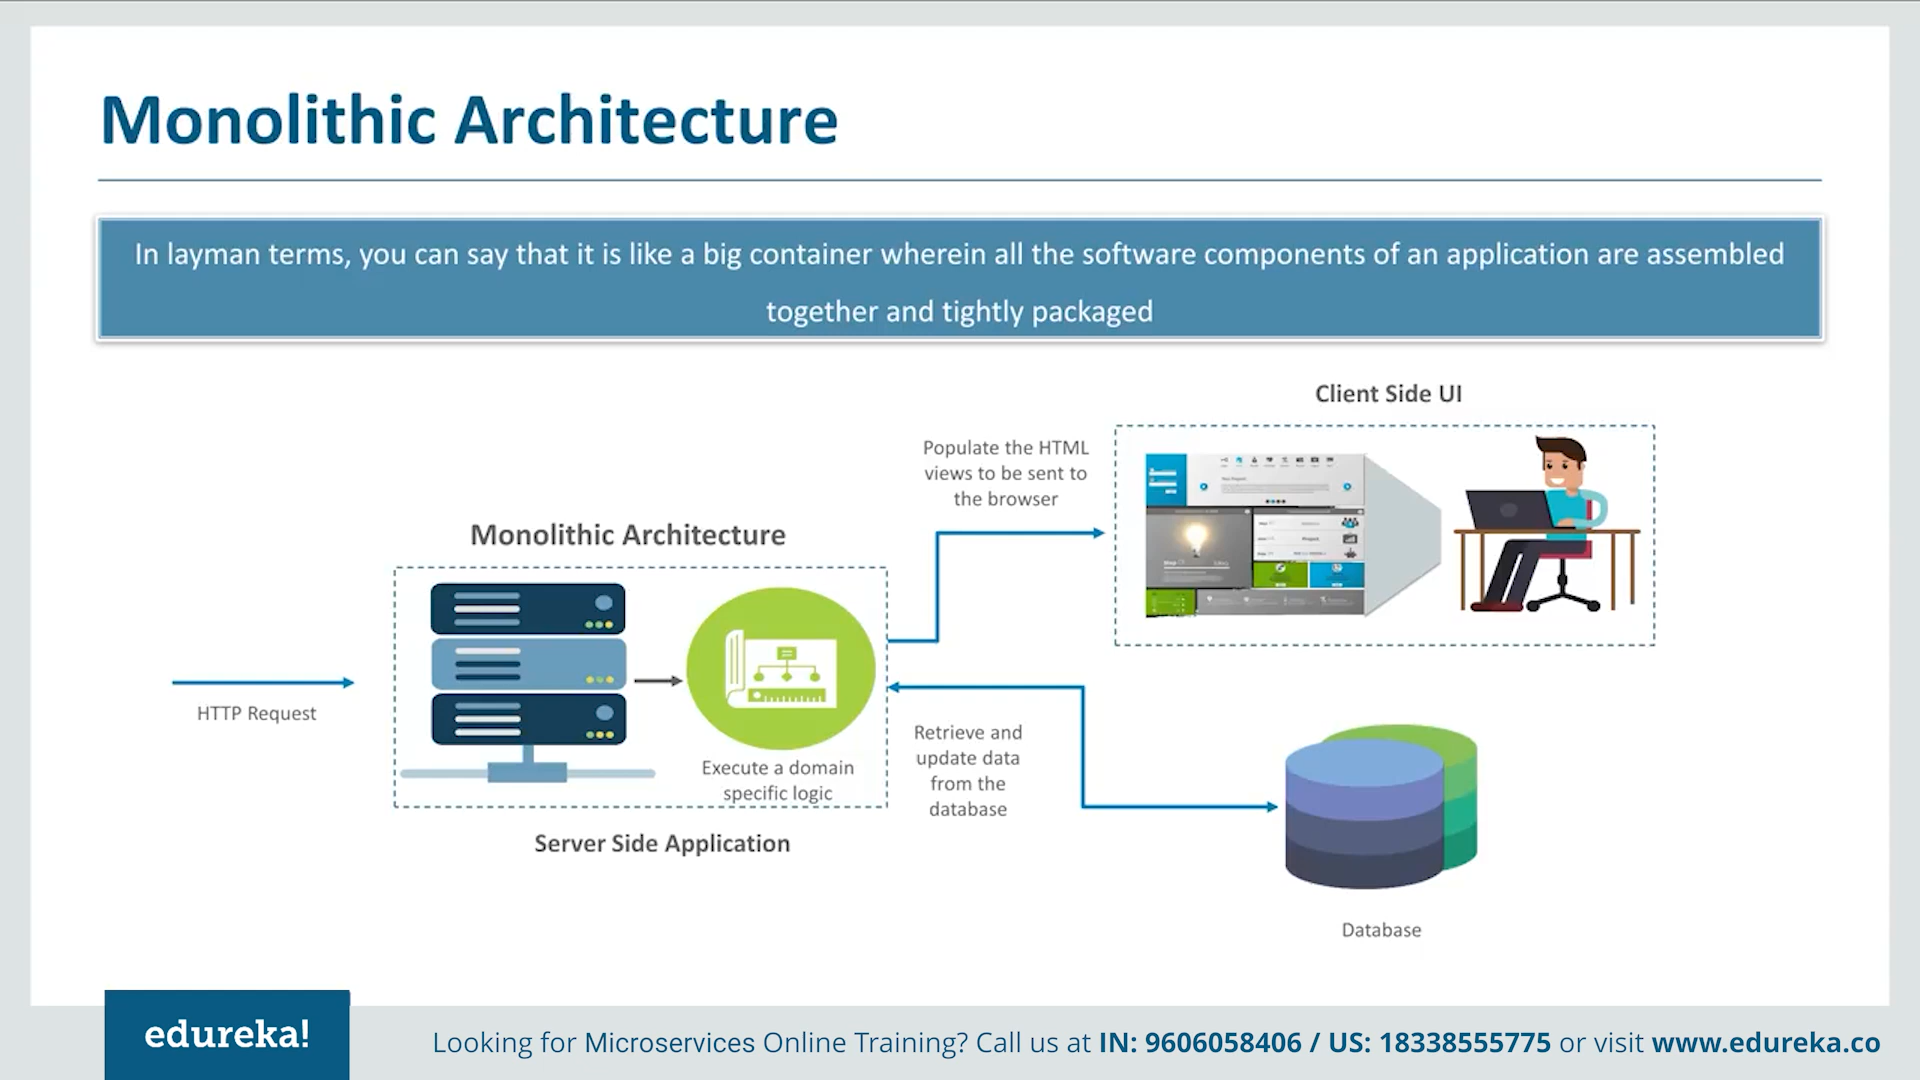 Monolithic Architecture
In layman terms, you can say that it is like a big container wherein all the software components of an application are assembled
together and tightly packaged
Client Side UI
Populate the HTML
views to be sent to
the browser
Monolithic Architecture
HTTP Request
Execute a domain
specific logic
Server Side Application
Retrieve and
update data
from the
database
Database
edureka!
Looking for Microservices Online Training? Call us at IN: 9606058406 / US: 18338555775 or visit www.edureka.co